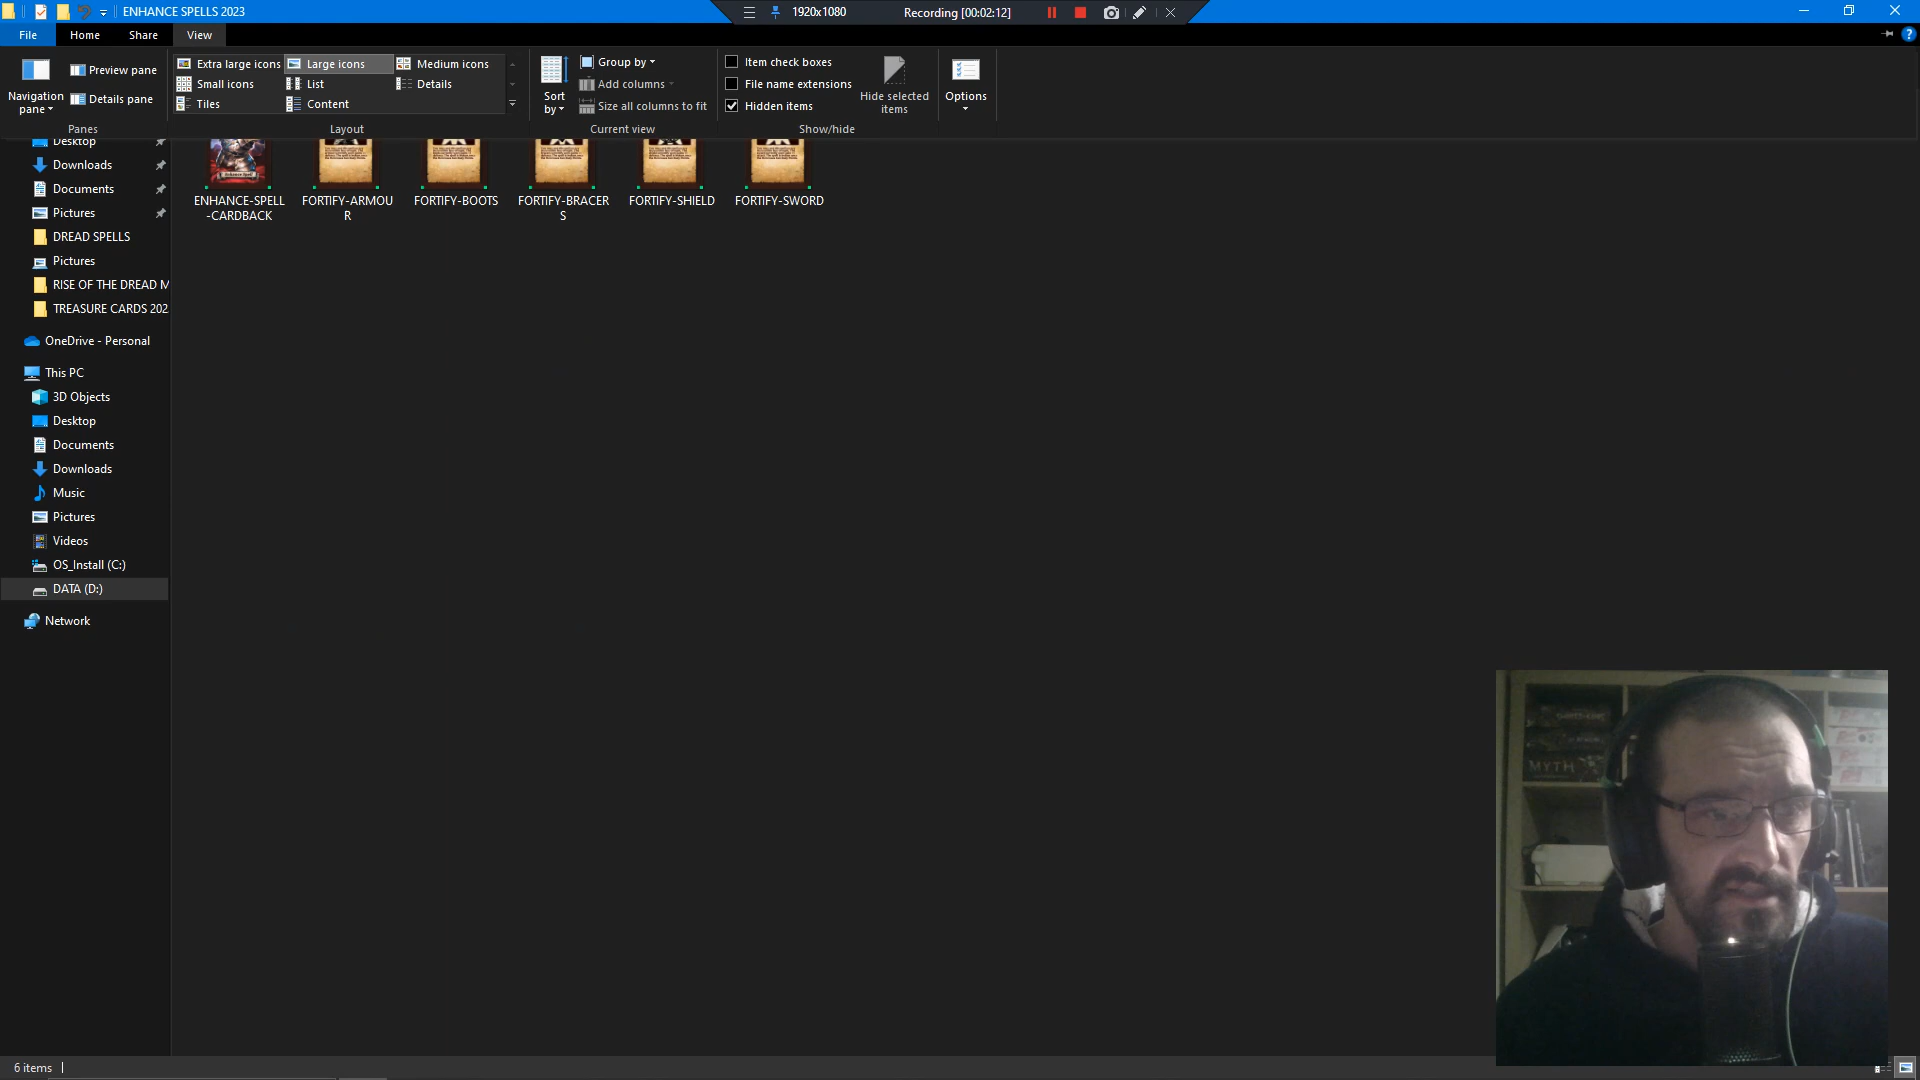 ENHANCE SPELLS 2023
1920x1080
Recording [00:02:12]
File
Home
Share
View
Navigation
pane
Preview pane
Details pane
Panes
Extra large icons
Large icons
Medium icons
Small icons
List
Details
Tiles
Content
Layout
Sort
by
Group by
Add columns
Size all columns to fit
Current view
Item check boxes
File name extensions
Hidden items
Hide selected
items
Show/hide
Options
Desktop
Downloads
Documents
Pictures
DREAD SPELLS
Pictures
RISE OF THE DREAD M
TREASURE CARDS 202
OneDrive - Personal
This PC
3D Objects
Desktop
Documents
Downloads
Music
Pictures
Videos
OS_Install (C:)
DATA (D:)
Network
Enhance Spell
ENHANCE-SPELL
-CARDBACK
FORTIFY-ARMOU
R
FORTIFY-BOOTS
FORTIFY-BRACER
S
FORTIFY-SHIELD
FORTIFY-SWORD
MYTH
6 items